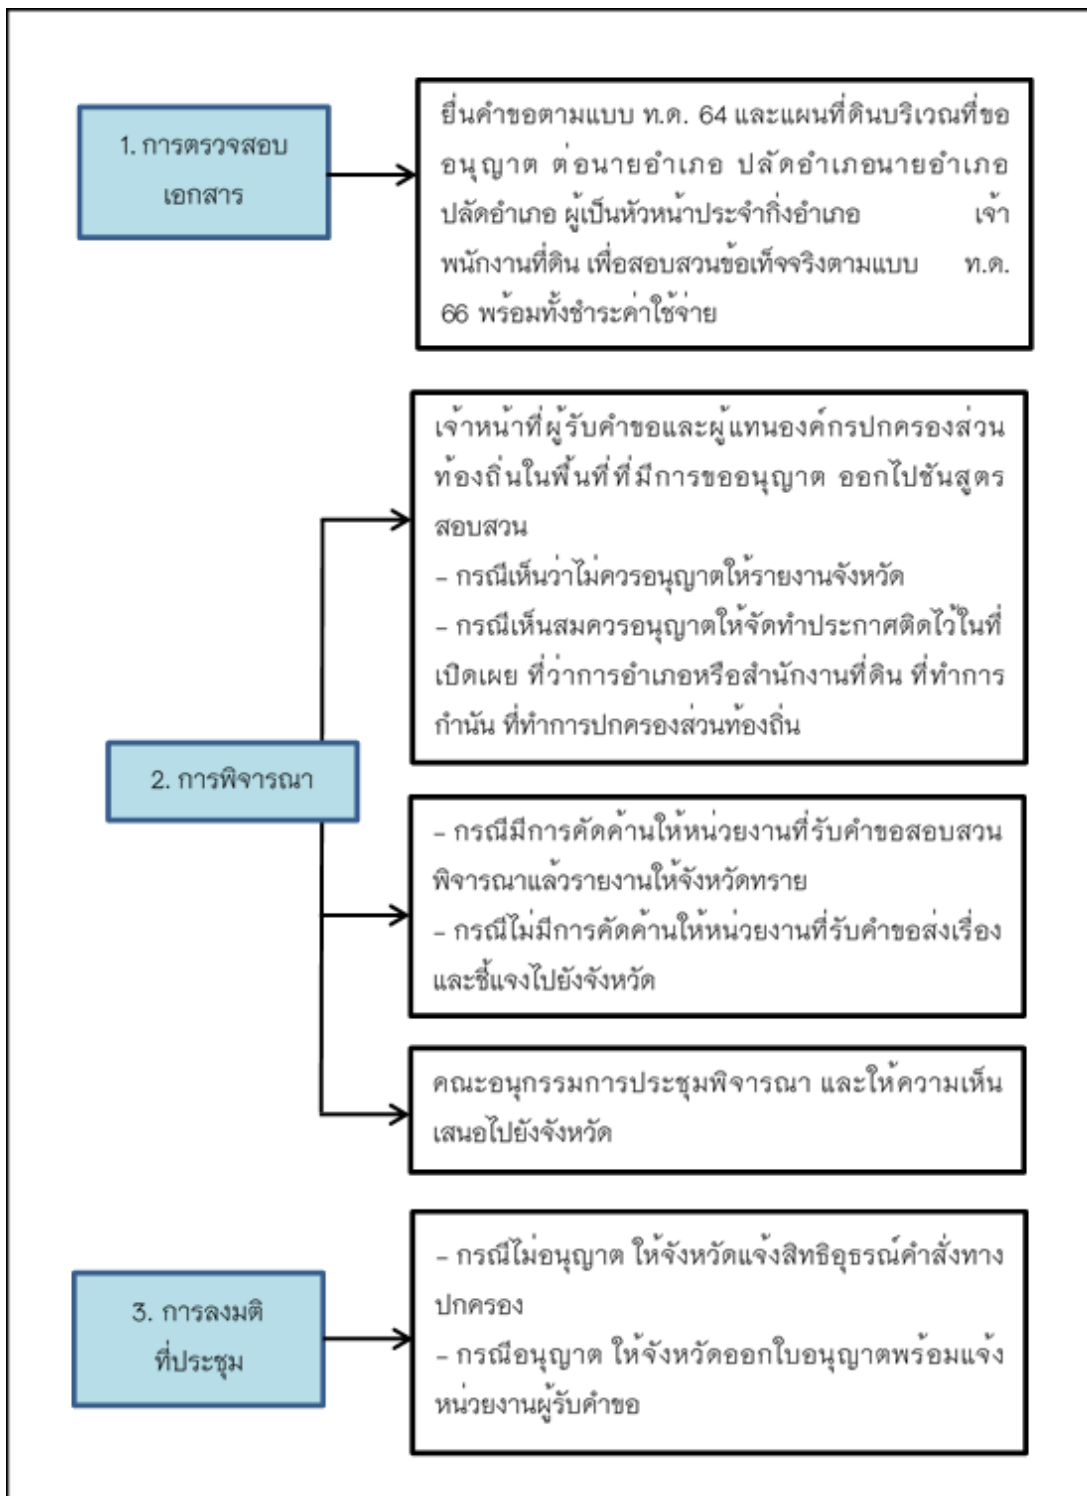 1. การตรวจสอบ
เอกสาร
ยื่นคำขอตามแบบ ท.ด. 64 และแผนที่ดินบริเวณที่ขอ
อนุญาต ต่อนายอำเภอ ปลัดอำเภอนายอำเภอ
ปลัดอำเภอ ผู้เป็นหัวหน้าประจำกิ่งอำเภอ เจ้า
พนักงานที่ดิน เพื่อสอบสวนข้อเท็จจริงตามแบบ ท.ด.
66 พร้อมทั้งชำระค่าใช้จ่าย
2. การพิจารณา
เจ้าหน้าที่ผู้รับคำขอและผู้แทนองค์กรปกครองส่วน
ท้องถิ่นในพื้นที่ที่มีการขออนุญาต ออกไปชันสูตร
สอบสวน
- กรณีเห็นว่าไม่ควรอนุญาตให้รายงานจังหวัด
- กรณีเห็นสมควรอนุญาตให้จัดทำประกาศติดไว้ในที่
เปิดเผย ที่ว่าการอำเภอหรือสำนักงานที่ดิน ที่ทำการ
กำนัน ที่ทำการปกครองส่วนท้องถิ่น
- กรณีมีการคัดค้านให้หน่วยงานที่รับคำขอสอบสวน
พิจารณาแล้วรายงานให้จังหวัดทราย
- กรณีไม่มีการคัดค้านให้หน่วยงานที่รับคำขอส่งเรื่อง
และชี้แจงไปยังจังหวัด
คณะอนุกรรมการประชุมพิจารณา และให้ความเห็น
เสนอไปยังจังหวัด
3. การลงมติ
ที่ประชุม
- กรณีไม่อนุญาต ให้จังหวัดแจ้งสิทธิอุธรณ์คำสั่งทาง
ปกครอง
- กรณีอนุญาต ให้จังหวัดออกใบอนุญาตพร้อมแจ้ง
หน่วยงานผู้รับคำขอ